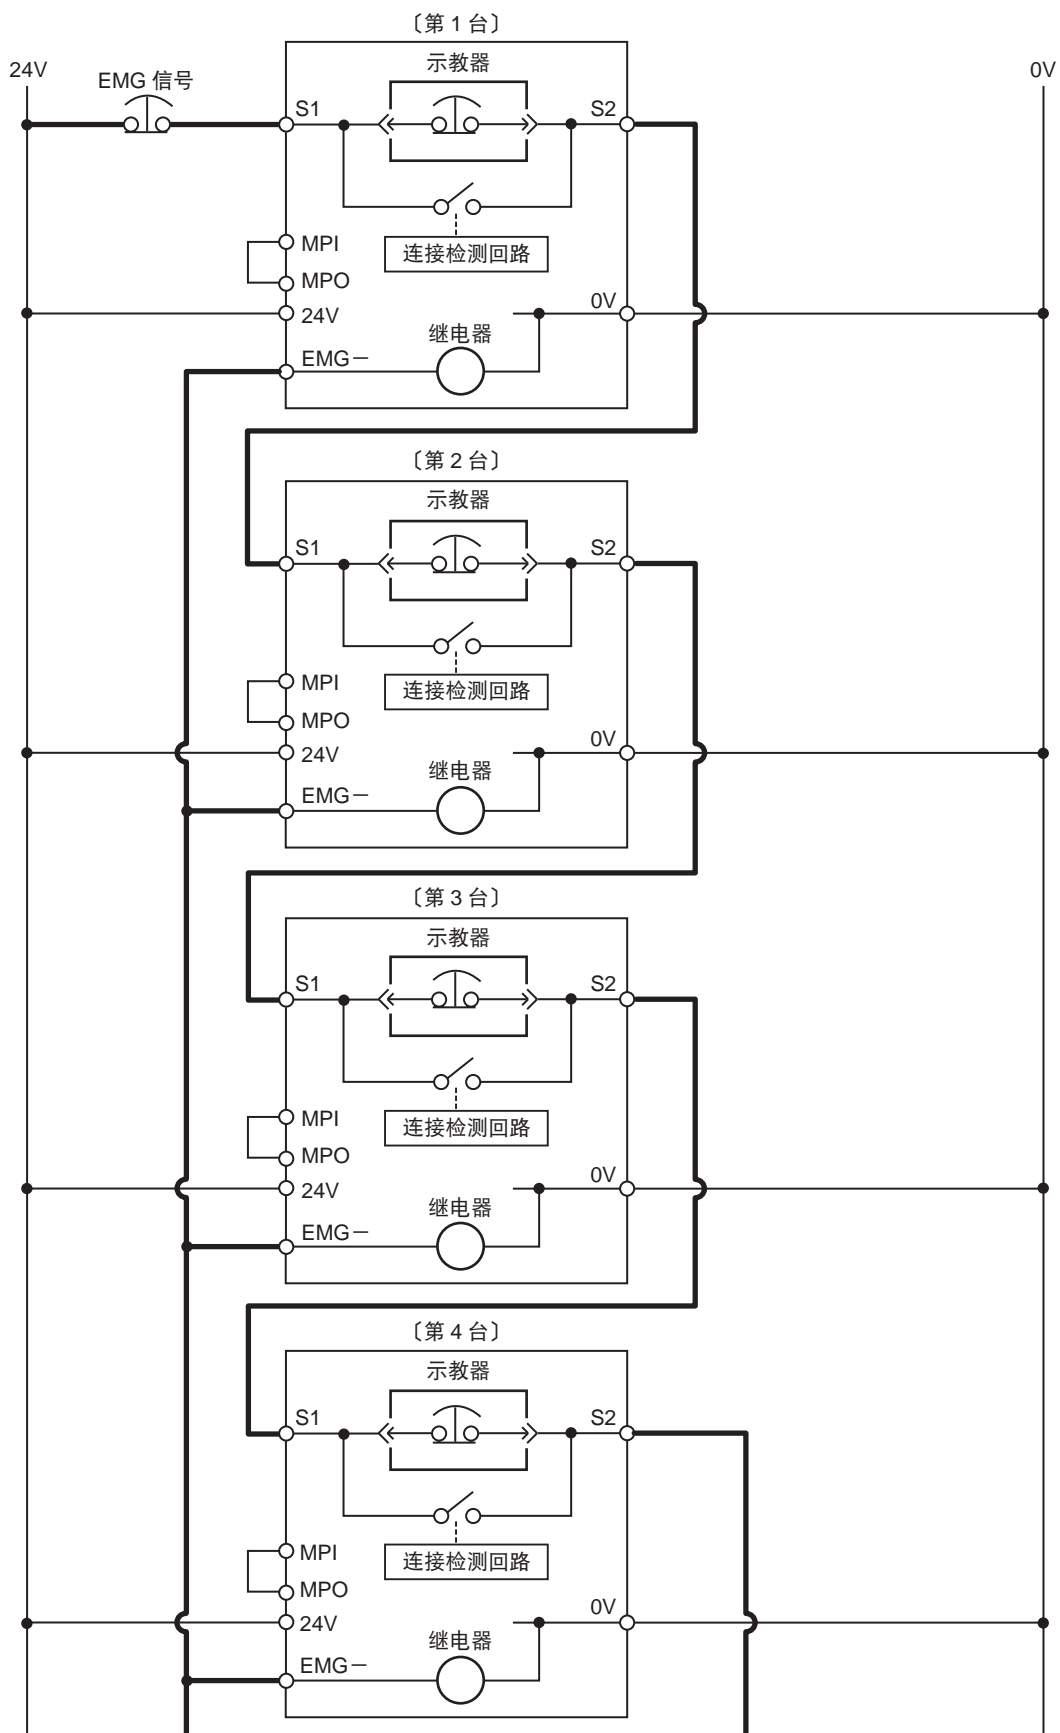 〔第 1 台〕
24V
EMG 信号
示教器
0V
S1
S2
MPI
连接检测回路
MPO
24V
0V
继电器
EMG－
〔第 2 台〕
示教器
S1
S2
MPI
连接检测回路
MPO
24V
0V
继电器
EMG－
〔第 3 台〕
示教器
S1
S2
MPI
连接检测回路
MPO
24V
0V
继电器
EMG－
〔第 4 台〕
示教器
S1
S2
MPI
连接检测回路
MPO
24V
0V
继电器
EMG－